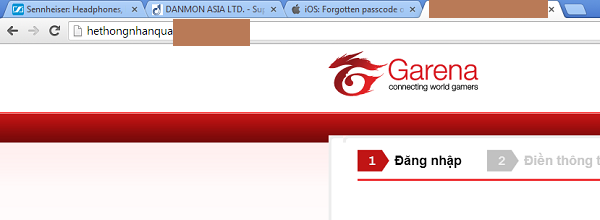 Sennheiser: Headphones,
DANMON ASIA LTD. - Sup
iOS: Forgotten passcode o
hethongnhanqua
Garena
connecting world gamers
1 Đăng nhập
2 Điền thông t